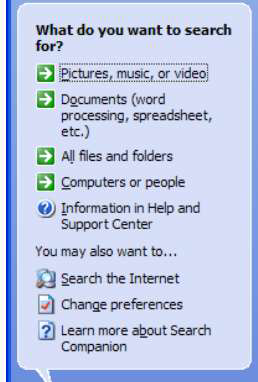 What do you want to search
for?
Pictures, music, or video
Documents (word
processing, spreadsheet,
etc.)
All files and folders
Computers or people
Information in Help and
Support Center
You may also want to...
Search the Internet
Change preferences
Learn more about Search
Companion